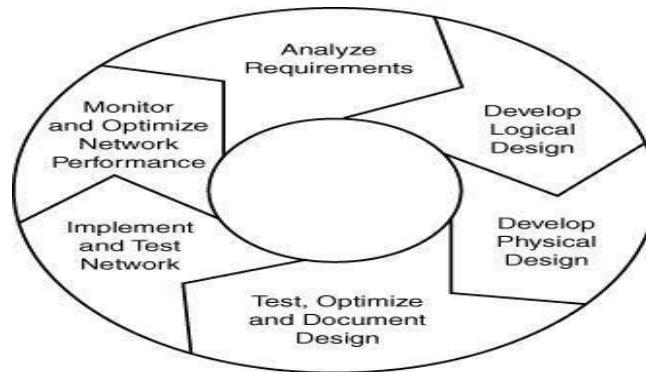 Analyze
Requirements
Develop
Logical
Design
Develop
Physical
Design
Test, Optimize
and Document
Design
Implement
and Test
Network
Monitor
and Optimize
Network
Performance